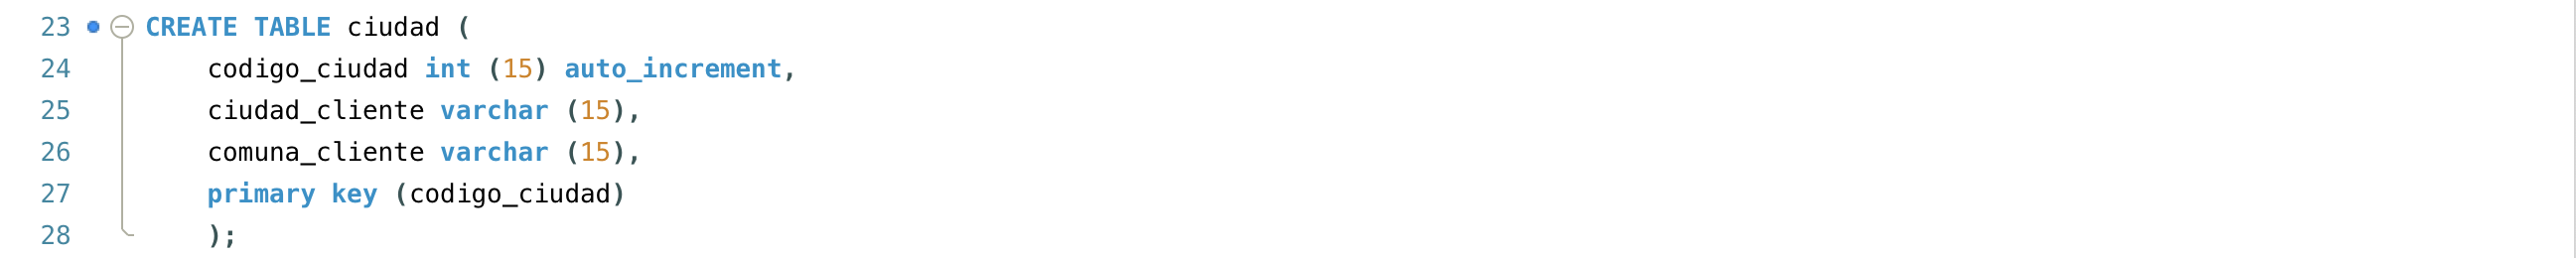 23 CREATE TABLE ciudad (
24 codigo_ciudad int (15) auto_increment,
25 ciudad_cliente varchar (15),
26 comuna_cliente varchar (15),
27 primary key (codigo_ciudad)
28 );